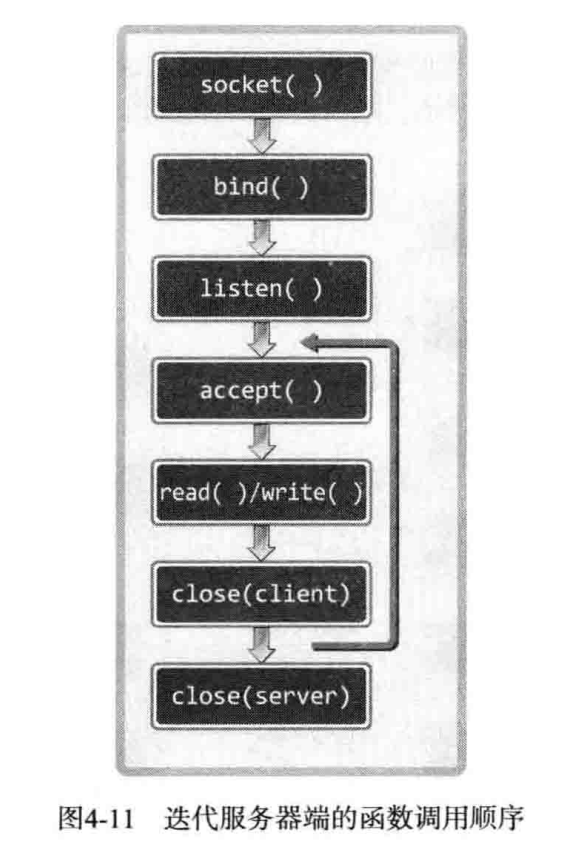 socket( )
bind( )
listen( )
accept( )
read( )/write( )
close(client)
close(server)
图4-11 迭代服务器端的函数调用顺序